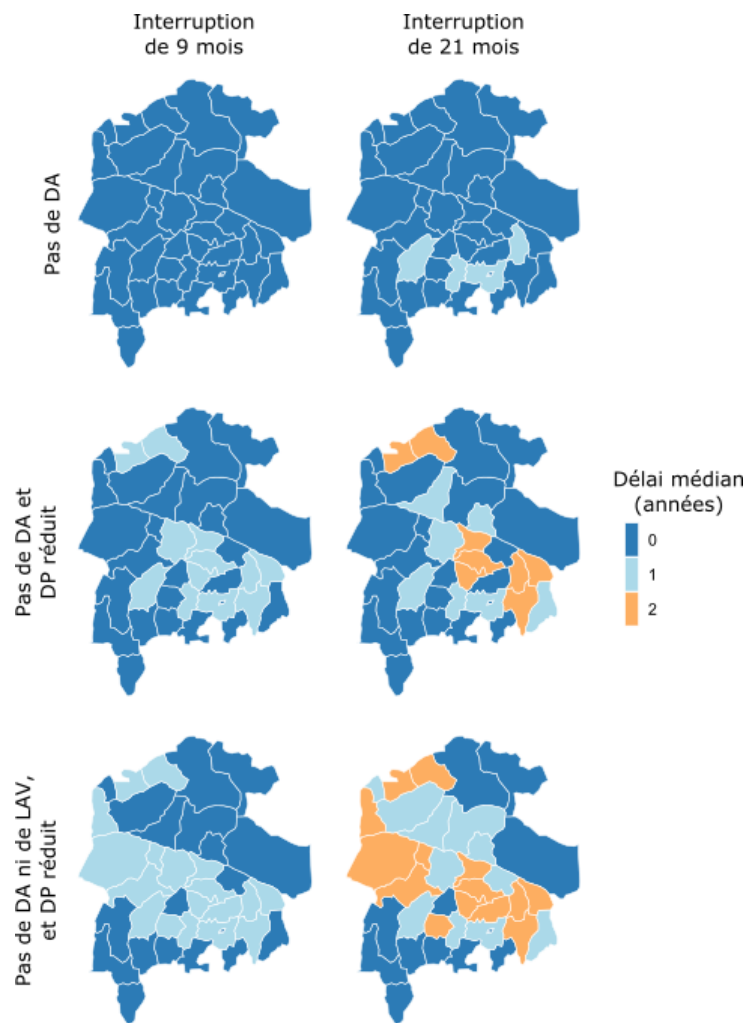 Interruption
de 9 mois
Interruption
de 21 mois
Pas de DA
Pas de DA et
DP réduit
Pas de DA ni de LAV,
et DP réduit
Délai médian
(années)
0
1
2